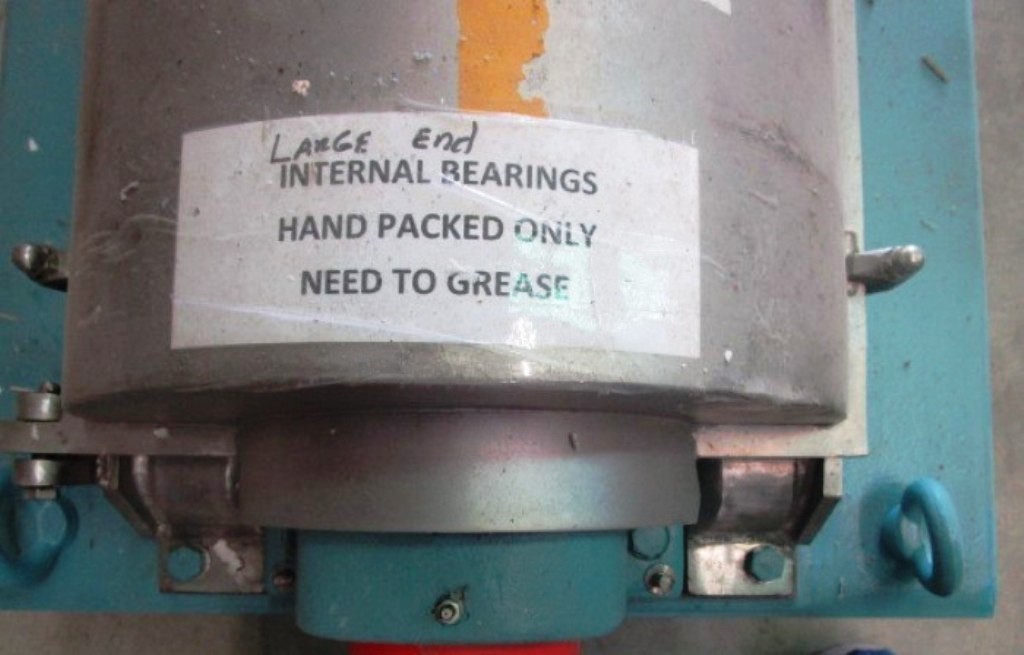 LARGE End
INTERNAL BEARINGS
HAND PACKED ONLY
NEED TO GREASE